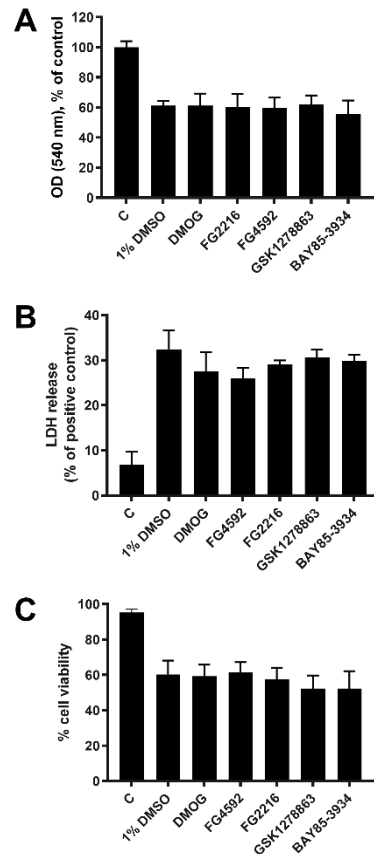 A
OD (540 nm), % of control
120
100
80
60
40
20
0
C
1% DMSO
DMOG
FG2216
FG4592
GSK1278863
BAY85-3934
B
LDH release
(% of positive control)
40
30
20
10
0
C
1% DMSO
DMOG
FG4592
FG2216
GSK1278863
BAY85-3934
C
% cell viability
100
80
60
40
20
0
C
1% DMSO
DMOG
FG4592
FG2216
GSK1278863
BAY85-3934